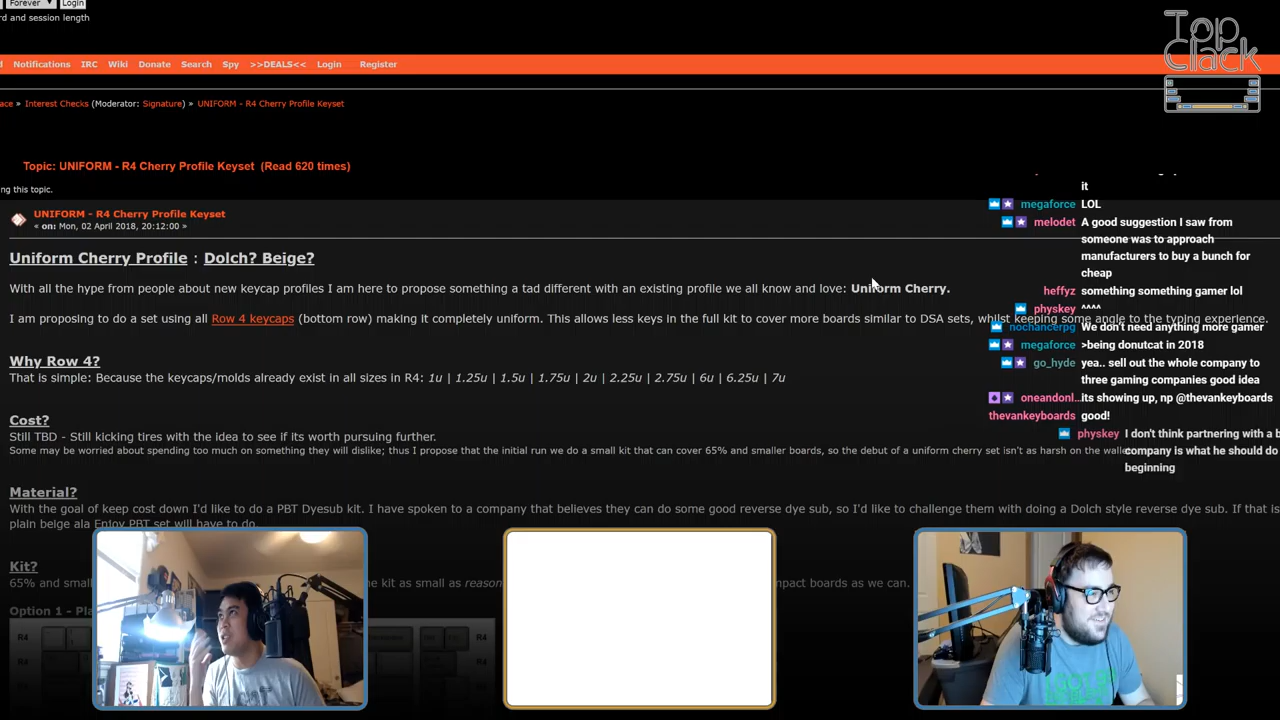 Forever Login
rd and session length
Top
Clack
d Notifications IRC Wiki Donate Search Spy >>DEALS<< Login Register
ace » Interest Checks (Moderator: Signature) » UNIFORM - R4 Cherry Profile Keyset
Topic: UNIFORM - R4 Cherry Profile Keyset (Read 620 times)
ng this topic.
UNIFORM - R4 Cherry Profile Keyset
« on: Mon, 02 April 2018, 20:12:00 »
Uniform Cherry Profile : Dolch? Beige?
With all the hype from people about new keycap profiles I am here to propose something a tad different with an existing profile we all know and love: Uniform Cherry.
I am proposing to do a set using all Row 4 keycaps (bottom row) making it completely uniform. This allows less keys in the full kit to cover more boards similar to DSA sets, whilst keeping some angle to the typing experience.
Why Row 4?
That is simple: Because the keycaps/molds already exist in all sizes in R4: 1u | 1.25u | 1.5u | 1.75u | 2u | 2.25u | 2.75u | 6u | 6.25u | 7u
Cost?
Still TBD - Still kicking tires with the idea to see if its worth pursuing further.
Some may be worried about spending too much on something they will dislike; thus I propose that the initial run we do a small kit that can cover 65% and smaller boards, so the debut of a uniform cherry set isn't as harsh on the
Material?
With the goal of keep cost down I'd like to do a PBT Dyesub kit. I have spoken to a company that believes they can do some good reverse dye sub, so I'd like to challenge them with doing a Dolch style reverse dye sub. If that is
plain beige ala Enjoy PBT set will have to do.
Kit?
65% and small he kit as small as reason mpact boards as we can.
Option 1 - Pla
R4 R4 R4
R4 R4
it
megaforce LOL
melodet A good suggestion I saw from
someone was to approach
manufacturers to buy a bunch for
cheap
heffyz something something gamer lol
physkey ^^^^
nochancerpg We don't need anything more gamer
megaforce >being donutcat in 2018
go_hyde yea.. sell out the whole company to
three gaming companies good idea
oneandonl... its showing up, np @thevankeyboards
thevankeyboards good!
physkey I don't think partnering with a b
company is what he should do
beginning